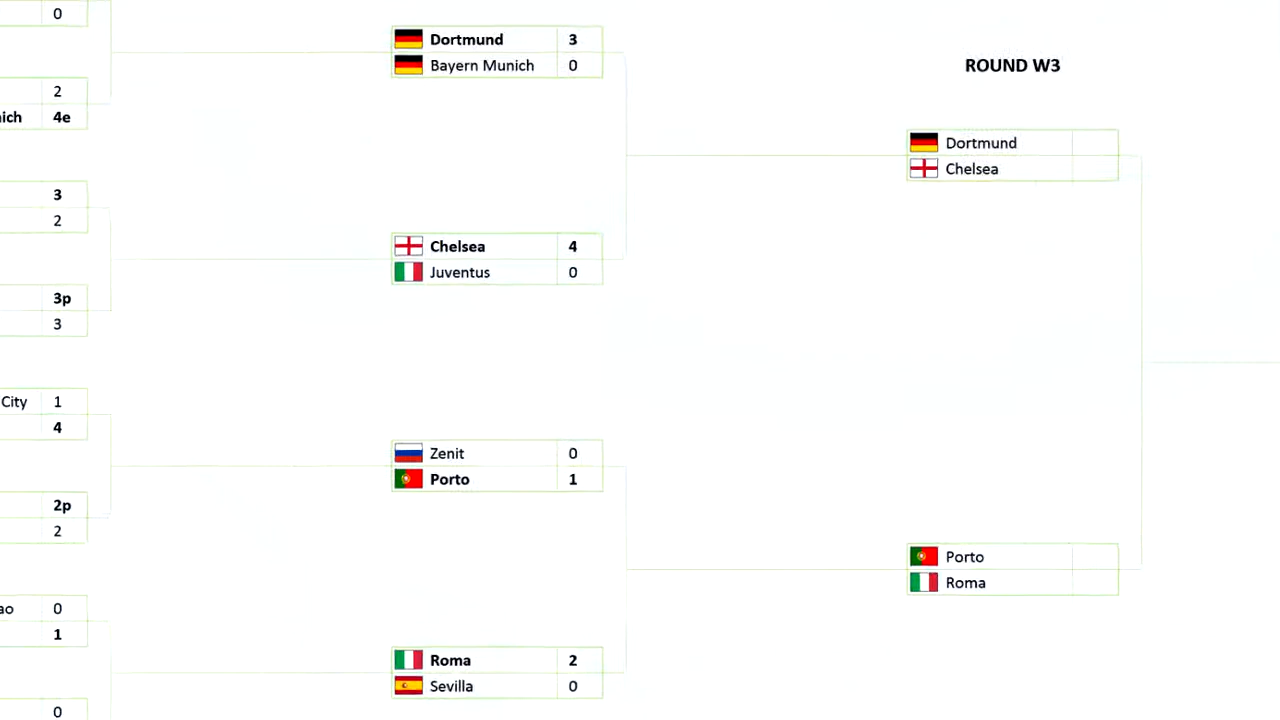 0
Dortmund 3
Bayern Munich 0
ROUND W3
2
ich 4e
Dortmund
Chelsea
3
2
Chelsea 4
Juventus 0
3p
3
City 1
4
Zenit 0
Porto 1
2p
2
Porto
Roma
ao 0
1
Roma 2
Sevilla 0
0